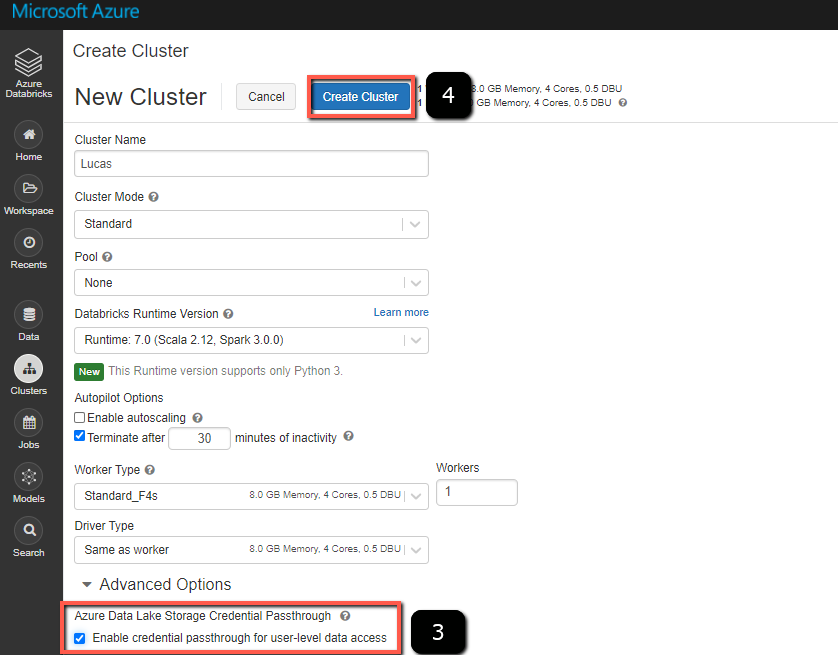 Microsoft Azure
Azure
Databricks
Home
Workspace
Recents
Data
Clusters
Jobs
Models
Search
Create Cluster
New Cluster
Cancel
Create Cluster
4
1 8.0 GB Memory, 4 Cores, 0.5 DBU
1 GB Memory, 4 Cores, 0.5 DBU ?
Cluster Name
Lucas
Cluster Mode ?
Standard
Pool ?
None
Databricks Runtime Version ? Learn more
Runtime: 7.0 (Scala 2.12, Spark 3.0.0)
New This Runtime version supports only Python 3.
Autopilot Options
Enable autoscaling ?
Terminate after 30 minutes of inactivity ?
Worker Type ? Workers
Standard_F4s 8.0 GB Memory, 4 Cores, 0.5 DBU 1
Driver Type
Same as worker 8.0 GB Memory, 4 Cores, 0.5 DBU
Advanced Options
Azure Data Lake Storage Credential Passthrough ?
Enable credential passthrough for user-level data access
3